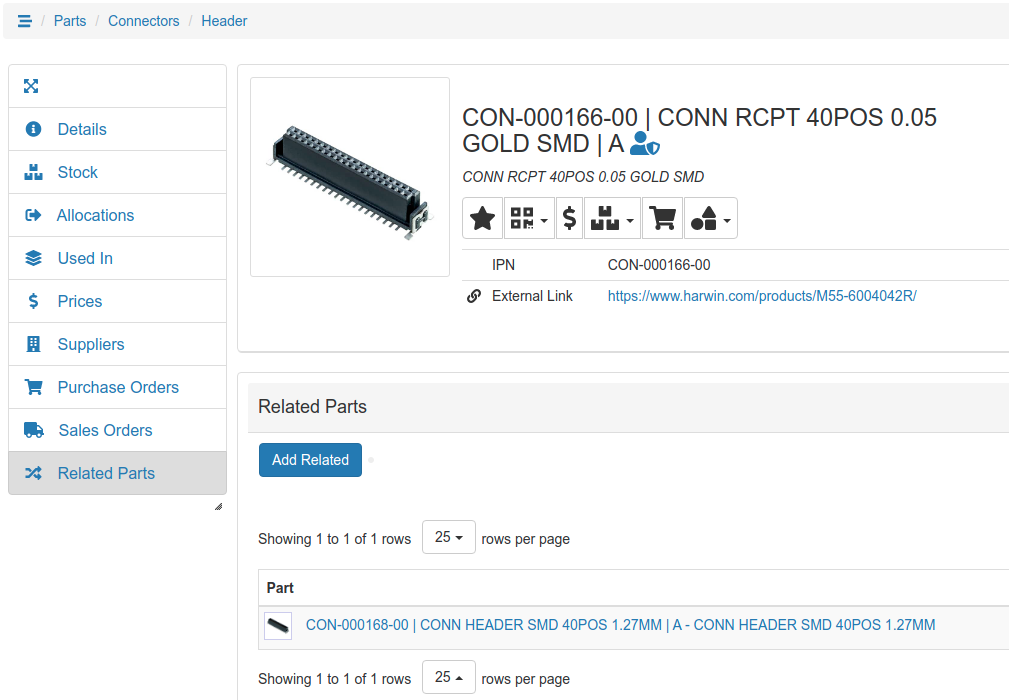 / Parts / Connectors / Header
Details
Stock
Allocations
Used In
Prices
Suppliers
Purchase Orders
Sales Orders
Related Parts
CON-000166-00 | CONN RCPT 40POS 0.05
GOLD SMD | A
CONN RCPT 40POS 0.05 GOLD SMD
IPN CON-000166-00
External Link https://www.harwin.com/products/M55-6004042R/
Related Parts
Add Related
Showing 1 to 1 of 1 rows 25 rows per page
Part
CON-000168-00 | CONN HEADER SMD 40POS 1.27MM | A - CONN HEADER SMD 40POS 1.27MM
Showing 1 to 1 of 1 rows 25 rows per page